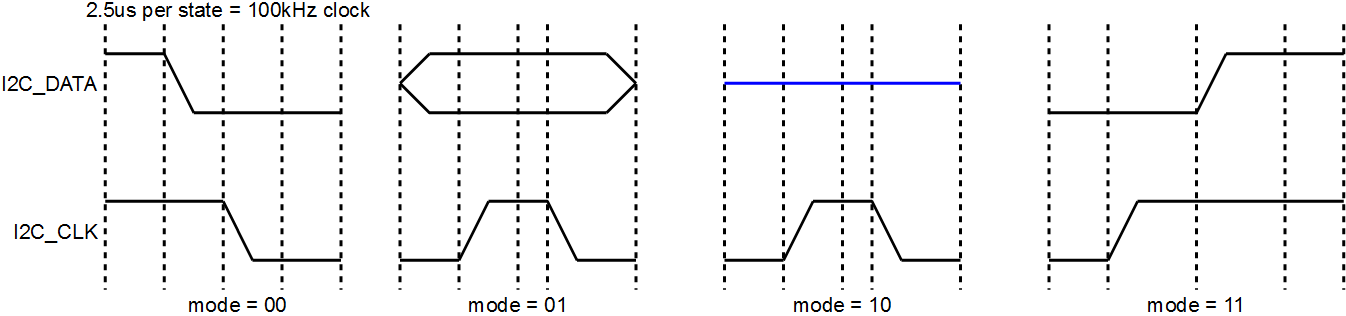 2.5us per state = 100kHz clock
I2C_DATA
I2C_CLK
mode = 00
mode = 01
mode = 10
mode = 11